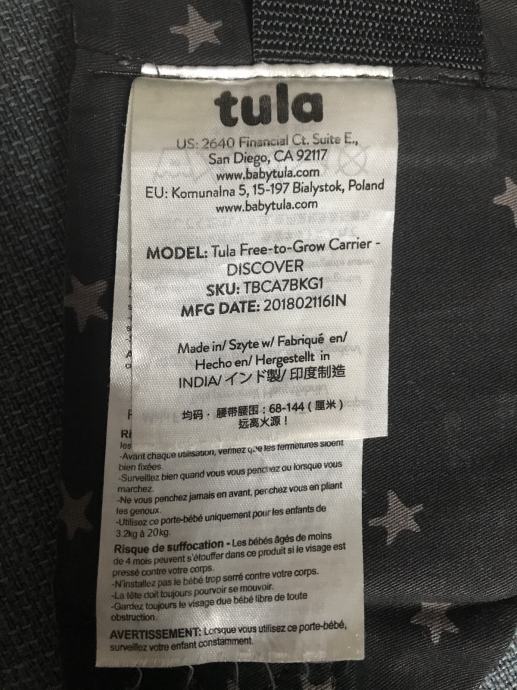 tula
US: 2640 Financial Ct. Suite E.,
San Diego, CA 92117
www.babytula.com
EU: Komunalna 5, 15-197 Bialystok, Poland
www.babytula.com
MODEL: Tula Free-to-Grow Carrier -
DISCOVER
SKU: TBCA7BKG1
MFG DATE: 201802116IN
Made in/ Szyte w/ Fabriqué en/
Hecho en/ Hergestellt in
INDIA/インド製/ 印度制造
均码 · 腰带腰围：68-144（厘米）
远离火源！
les
-Avant chaque utilisation, vérifiez que les fermetures soient
bien fixées.
-Surveillez bien quand vous vous penchez ou lorsque vous
marchez.
-Ne vous penchez jamais en avant, penchez vous en pliant
les genoux.
-Utilisez ce porte-bébé uniquement pour les enfants de
3.2kg à 20kg.
Risque de suffocation - Les bébés âgés de moins
de 4 mois peuvent s'étouffer dans ce produit si le visage est
pressé contre votre corps.
-N'installez pas le bébé trop serré contre votre corps.
-La tête doit toujours pourvoir se mouvoir.
-Gardez toujours le visage due bébé libre de toute
obstruction.
AVERTISSEMENT: Lorsque vous utilisez ce porte-bébé,
surveillez votre enfant constamment.